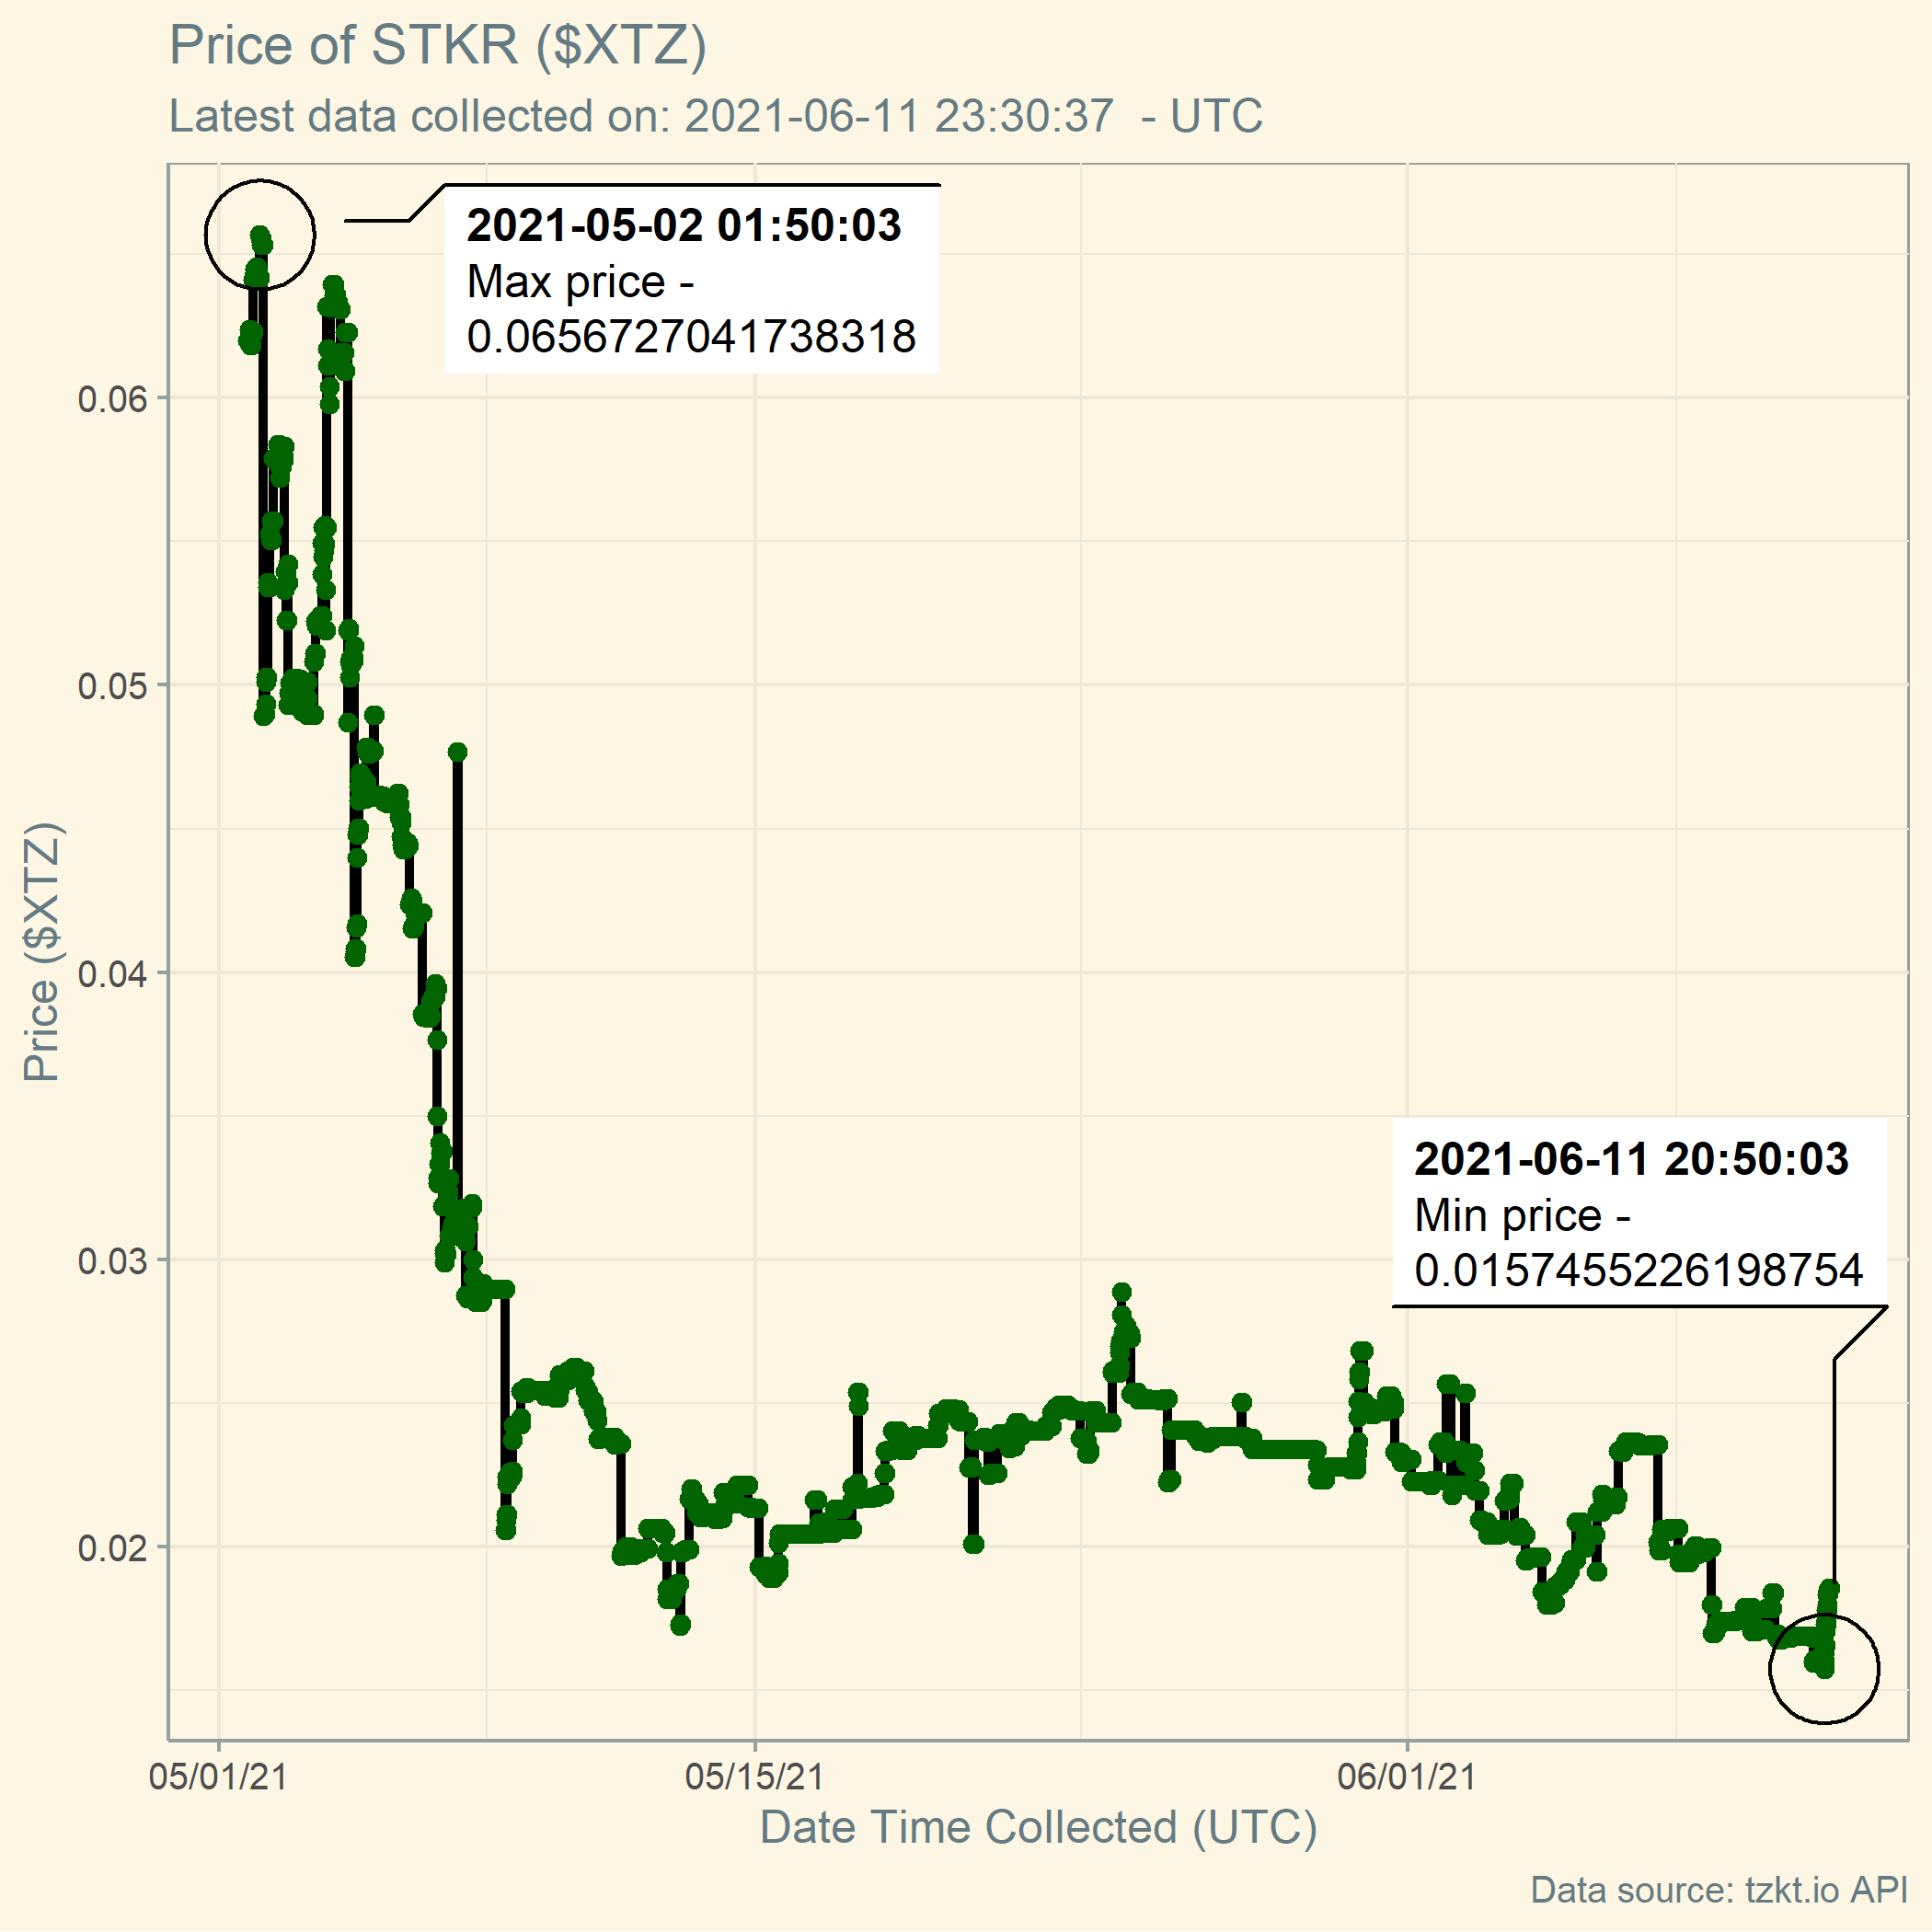 Price of STKR ($XTZ)
Latest data collected on: 2021-06-11 23:30:37  - UTC
2021-05-02 01:50:03
Max price -
0.0656727041738318
0.06
0.05
0.04
0.03
0.02
Price ($XTZ)
2021-06-11 20:50:03
Min price -
0.0157455226198754
05/01/21
05/15/21
06/01/21
Date Time Collected (UTC)
Data source: tzkt.io API